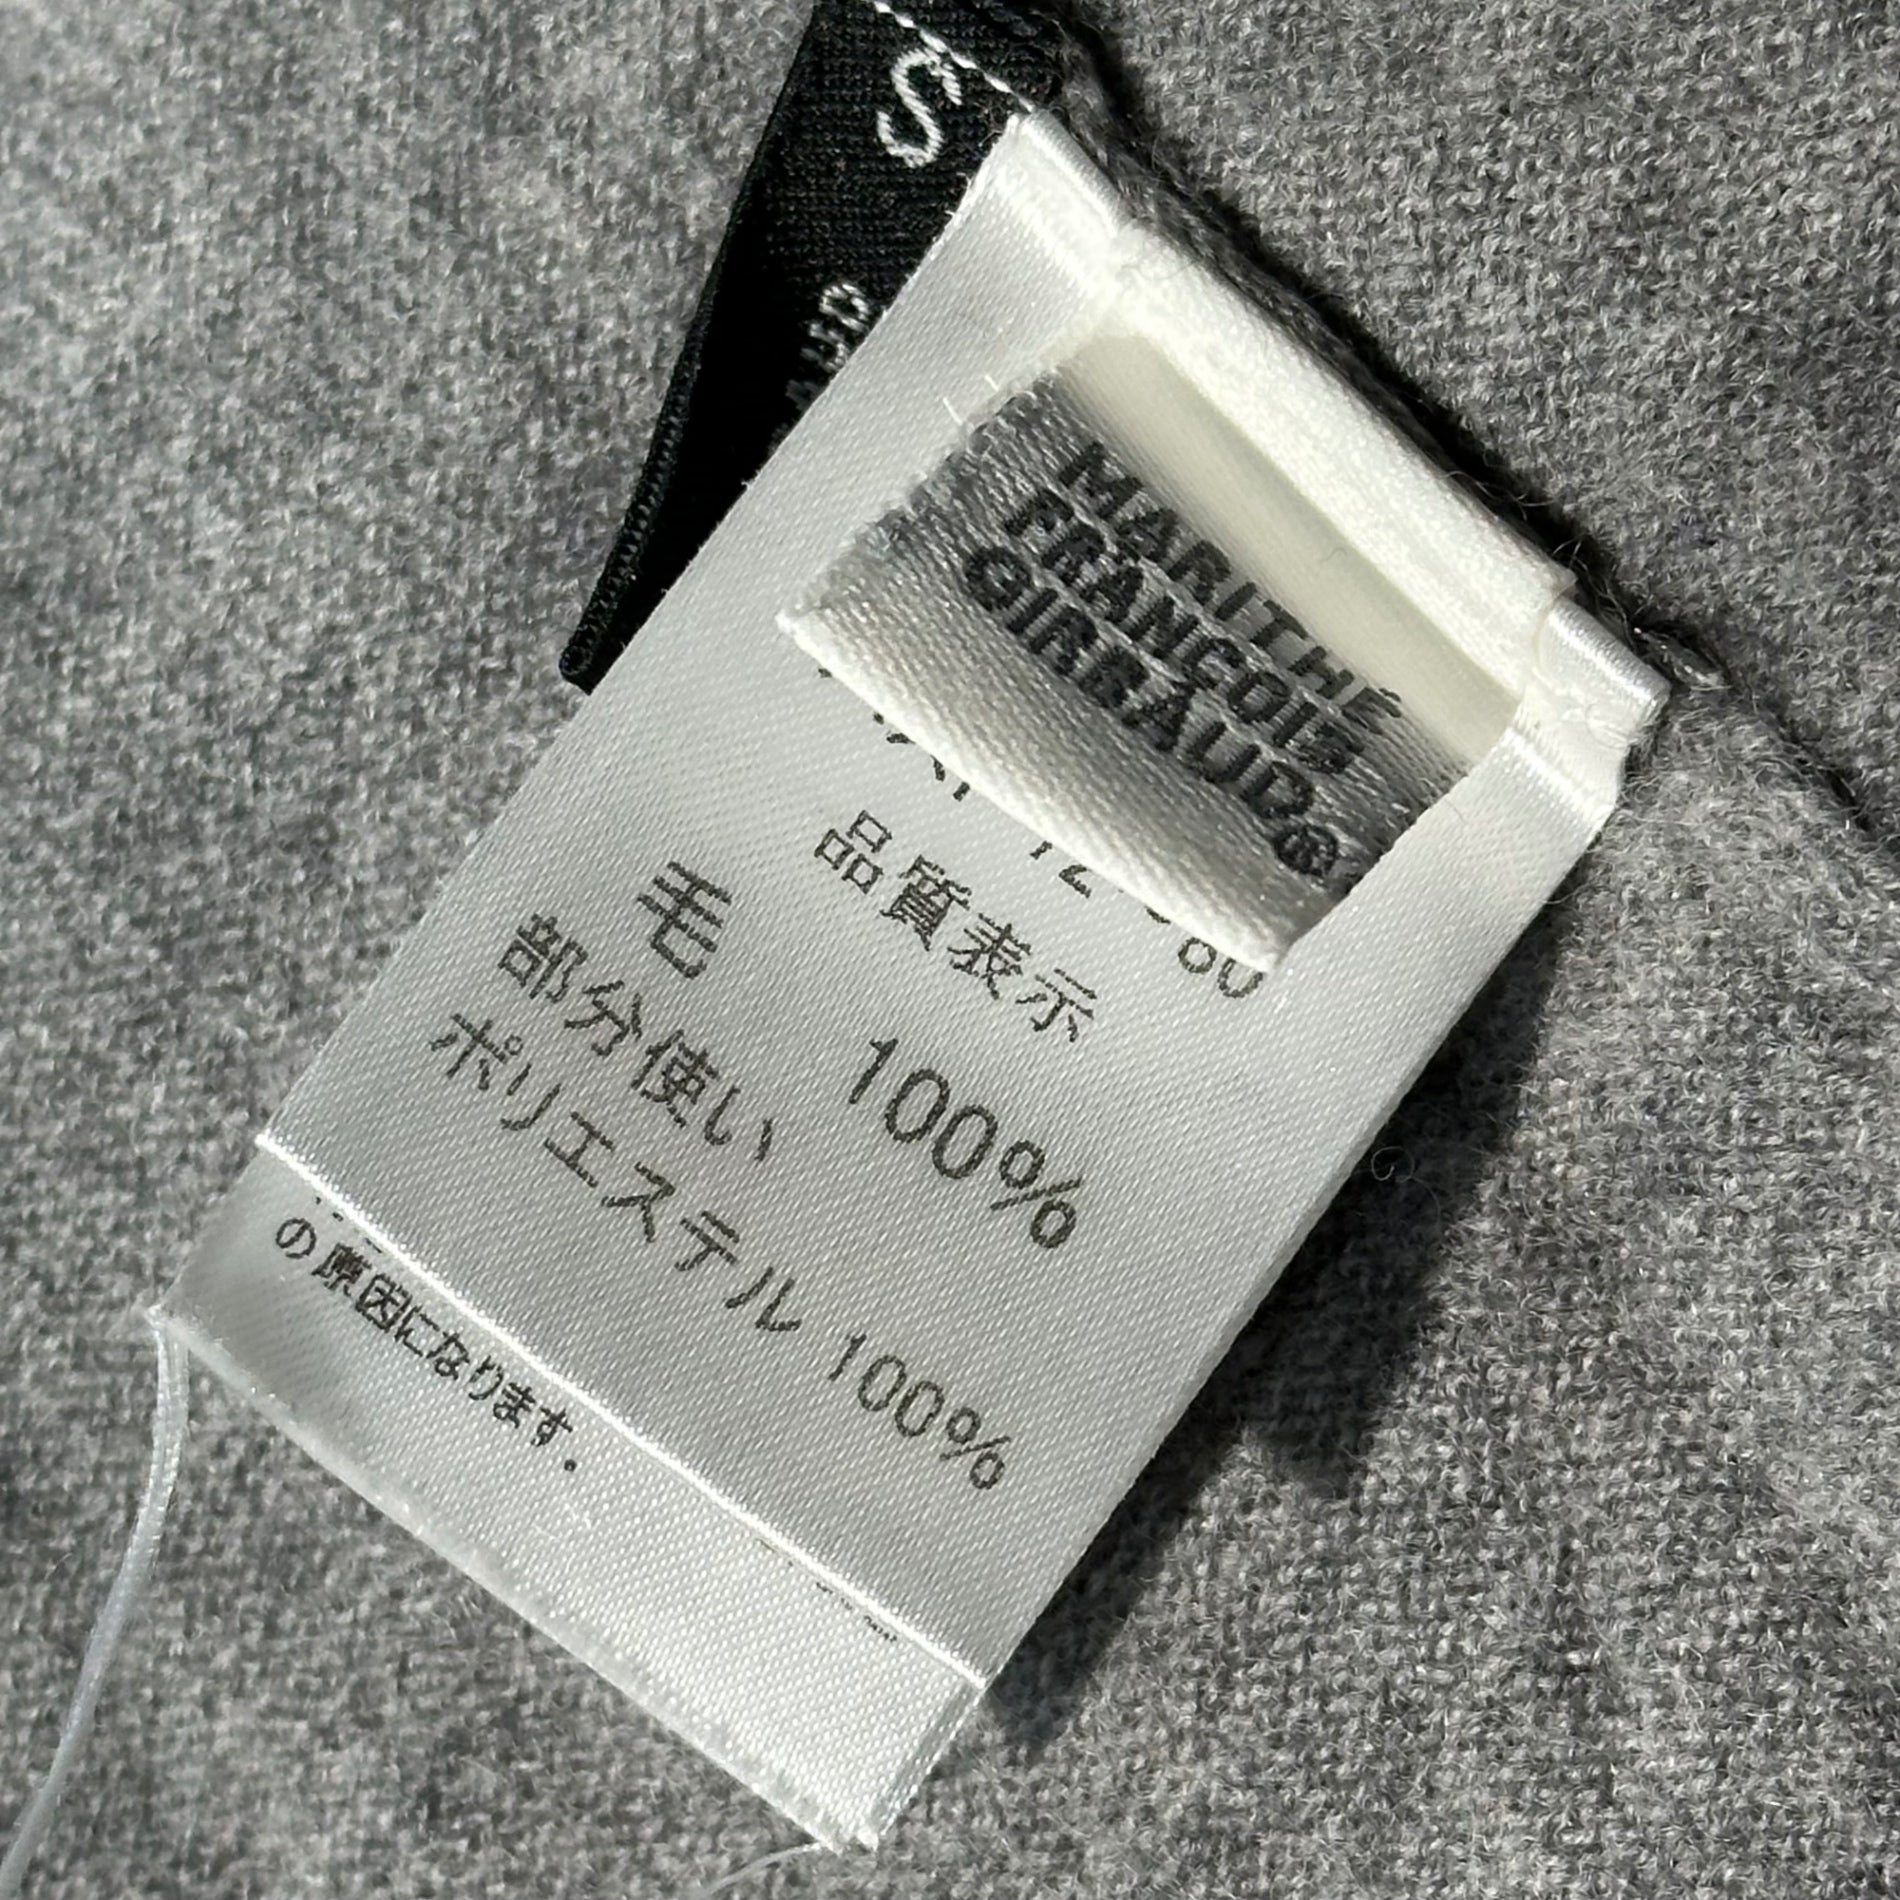 S
MARITHÉ
FRANCOIS
GIRBAUD®
品質表示
毛 100%
部分使い
ポリエステル 100%
の原因になります.